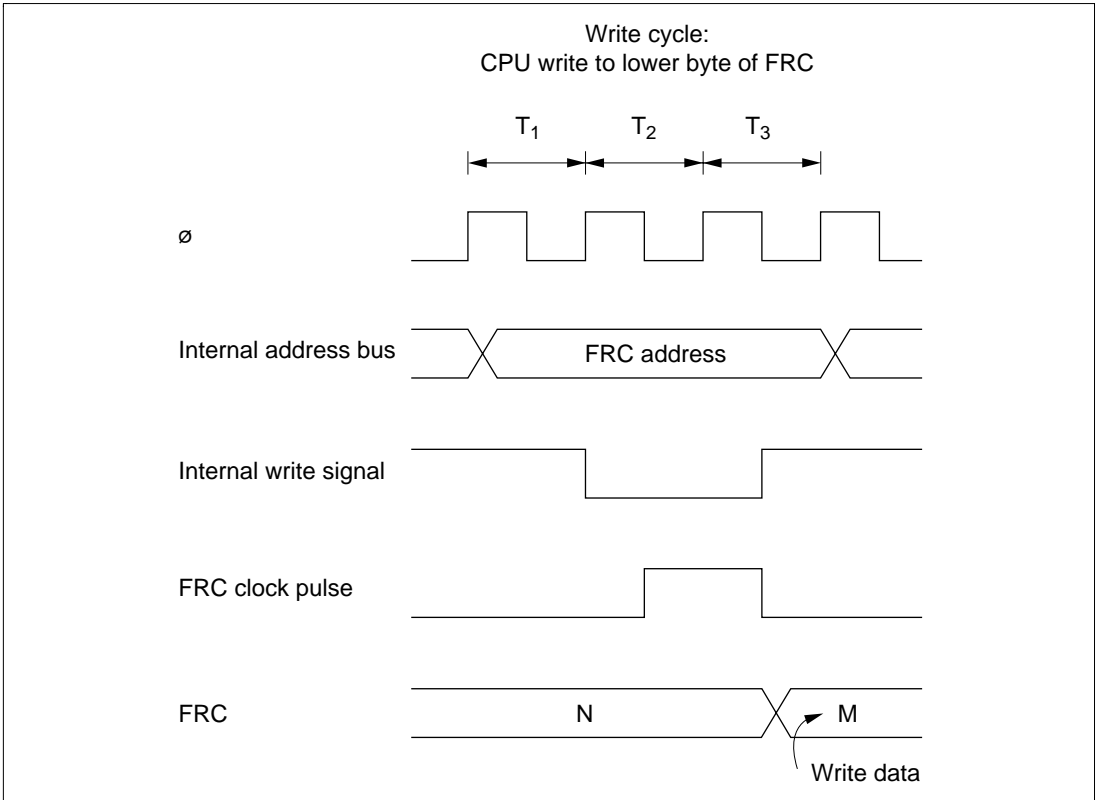 Write cycle:
CPU write to lower byte of FRC
T1 T2 T3
ø
Internal address bus
FRC address
Internal write signal
FRC clock pulse
FRC
N
M
Write data